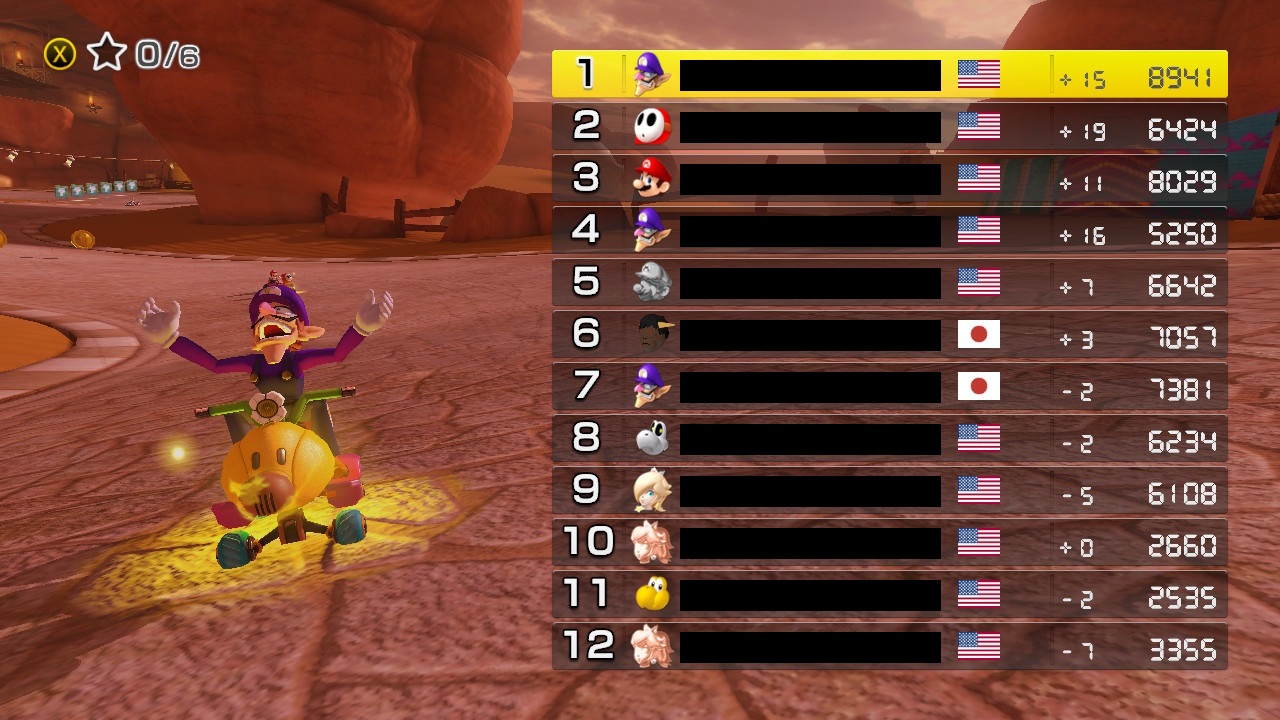 X 0/6
1 + 15 8941
2 + 19 6424
3 + 11 8029
4 + 16 5250
5 + 7 6642
6 + 3 7057
7 - 2 7381
8 - 2 6234
9 - 5 6108
10 + 0 2660
11 - 2 2535
12 - 7 3355